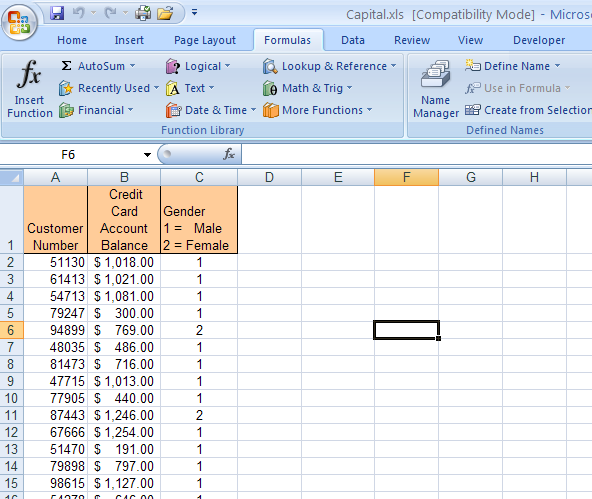 Capital.xls [Compatibility Mode] - Microso
Home Insert Page Layout Formulas Data Review View Developer
fx Insert Function
Σ AutoSum
Recently Used
Financial
Logical
Text
Date & Time
Lookup & Reference
Math & Trig
More Functions
Function Library
Name Manager
Define Name
Use in Formula
Create from Selection
Defined Names
F6 fx
A B C D E F G H
1 Customer Number Credit Card Account Balance Gender 1 = Male 2 = Female
2 51130 $ 1,018.00 1
3 61413 $ 1,021.00 1
4 54713 $ 1,081.00 1
5 79247 $ 300.00 1
6 94899 $ 769.00 2
7 48035 $ 486.00 1
8 81473 $ 716.00 1
9 47715 $ 1,013.00 1
10 77905 $ 440.00 1
11 87443 $ 1,246.00 2
12 67666 $ 1,254.00 1
13 51470 $ 191.00 1
14 79898 $ 797.00 1
15 98615 $ 1,127.00 1